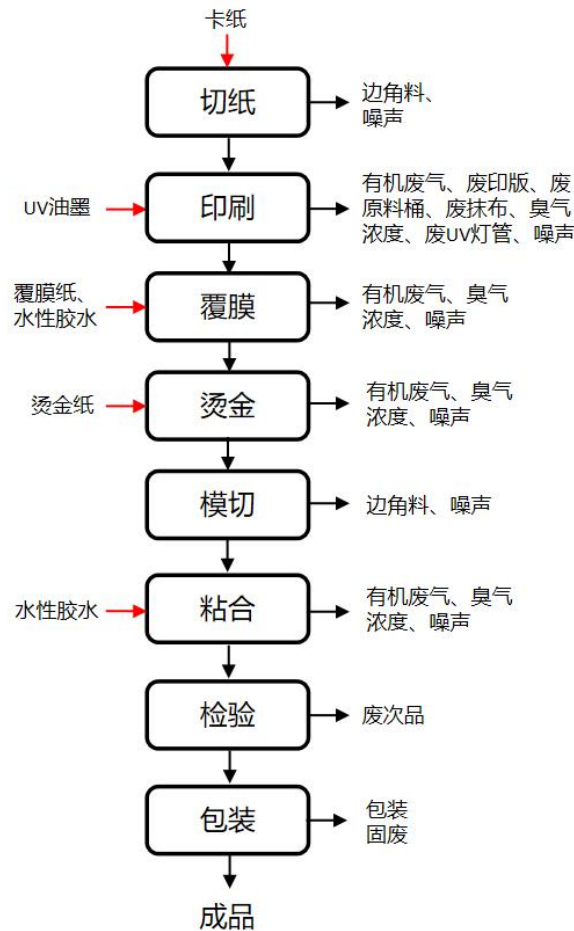 卡纸
切纸
边角料、
噪声
UV油墨
印刷
有机废气、废印版、废
原料桶、废抹布、臭气
浓度、废UV灯管、噪声
覆膜纸、
水性胶水
覆膜
有机废气、臭气
浓度、噪声
烫金纸
烫金
有机废气、臭气
浓度、噪声
模切
边角料、噪声
水性胶水
粘合
有机废气、臭气
浓度、噪声
检验
废次品
包装
包装
固废
成品